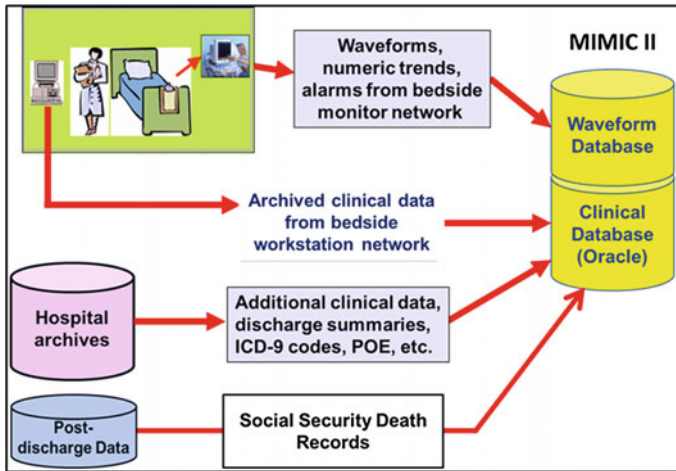 MIMIC II
Waveforms,
numeric trends,
alarms from bedside
monitor network
Waveform
Database
Archived clinical data
from bedside
workstation network
Clinical
Database
(Oracle)
Hospital
archives
Additional clinical data,
discharge summaries,
ICD-9 codes, POE, etc.
Post-
discharge Data
Social Security Death
Records